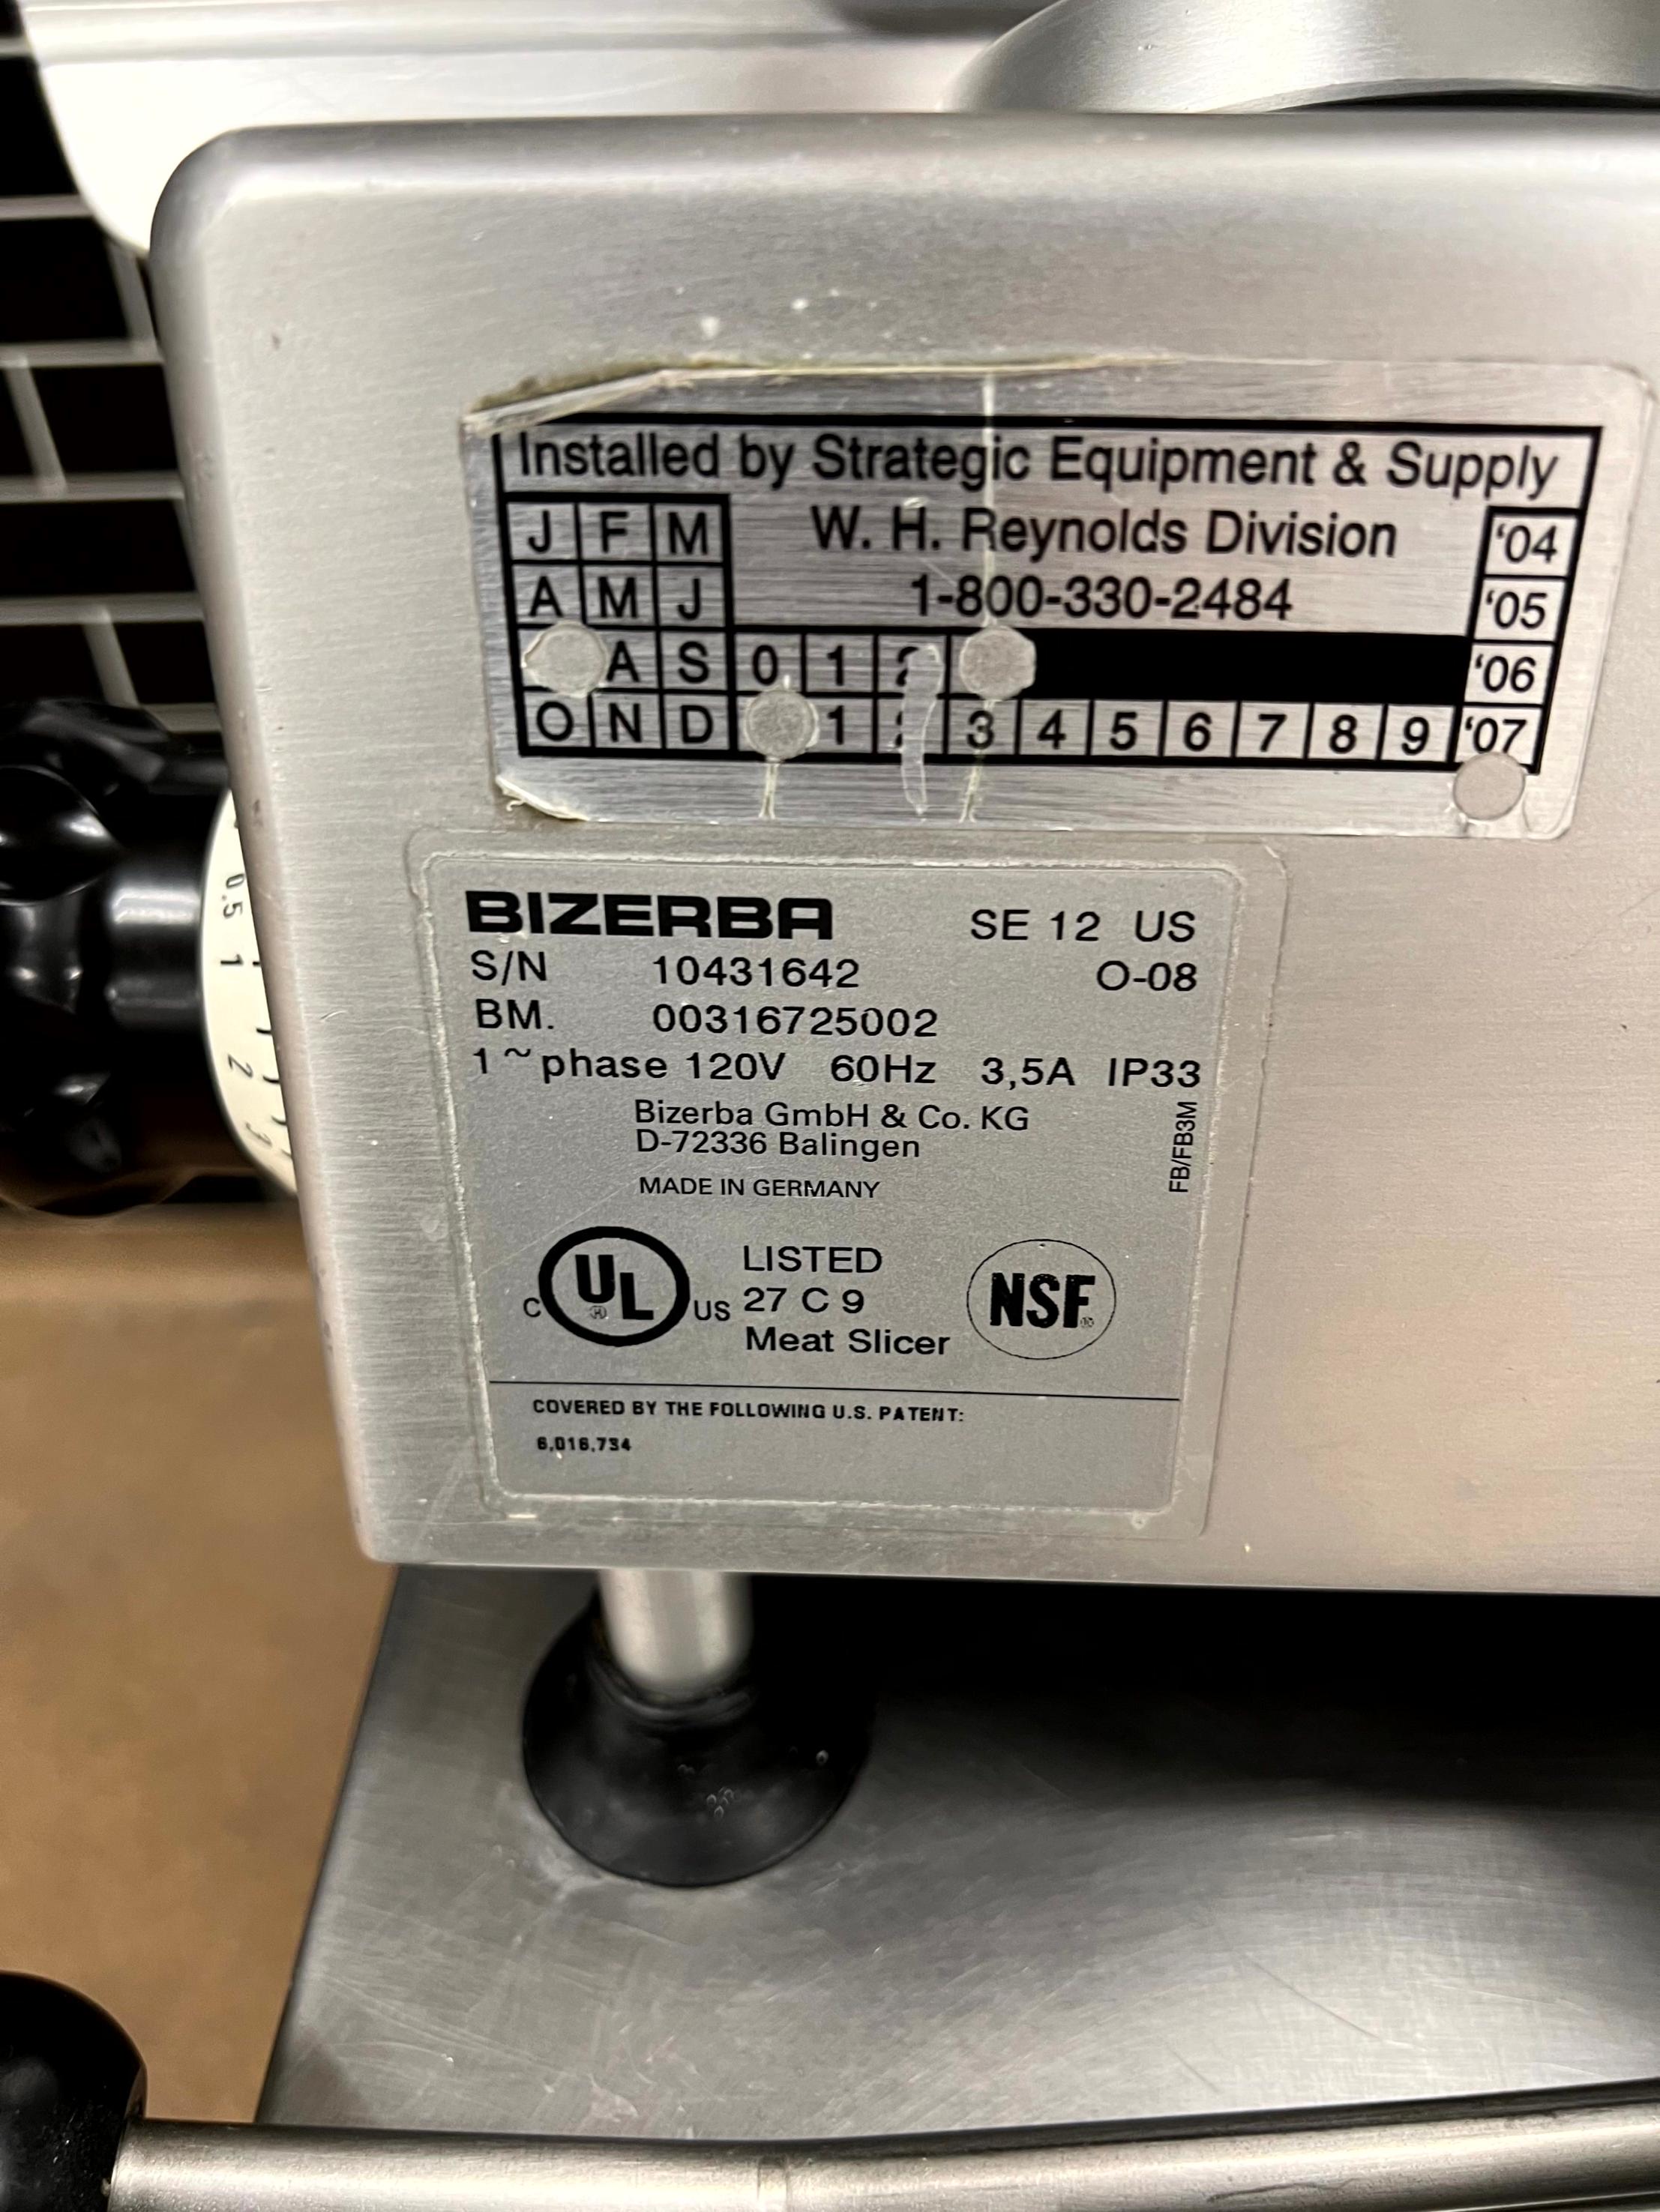 Installed by Strategic Equipment & Supply
J F M W. H. Reynolds Division '04
A M J 1-800-330-2484 '05
A S 0 1 '06
O N D 1 3 4 5 6 7 8 9 '07
BIZERBA SE 12 US
S/N 10431642 O-08
BM. 00316725002
1 ~ phase 120V 60Hz 3,5A IP33
Bizerba GmbH & Co. KG
D-72336 Balingen
MADE IN GERMANY
FB/FB3M
C UL ® US LISTED
27 C 9
Meat Slicer
NSF®
COVERED BY THE FOLLOWING U.S. PATENT:
6,016,734
0.5
1
2
3